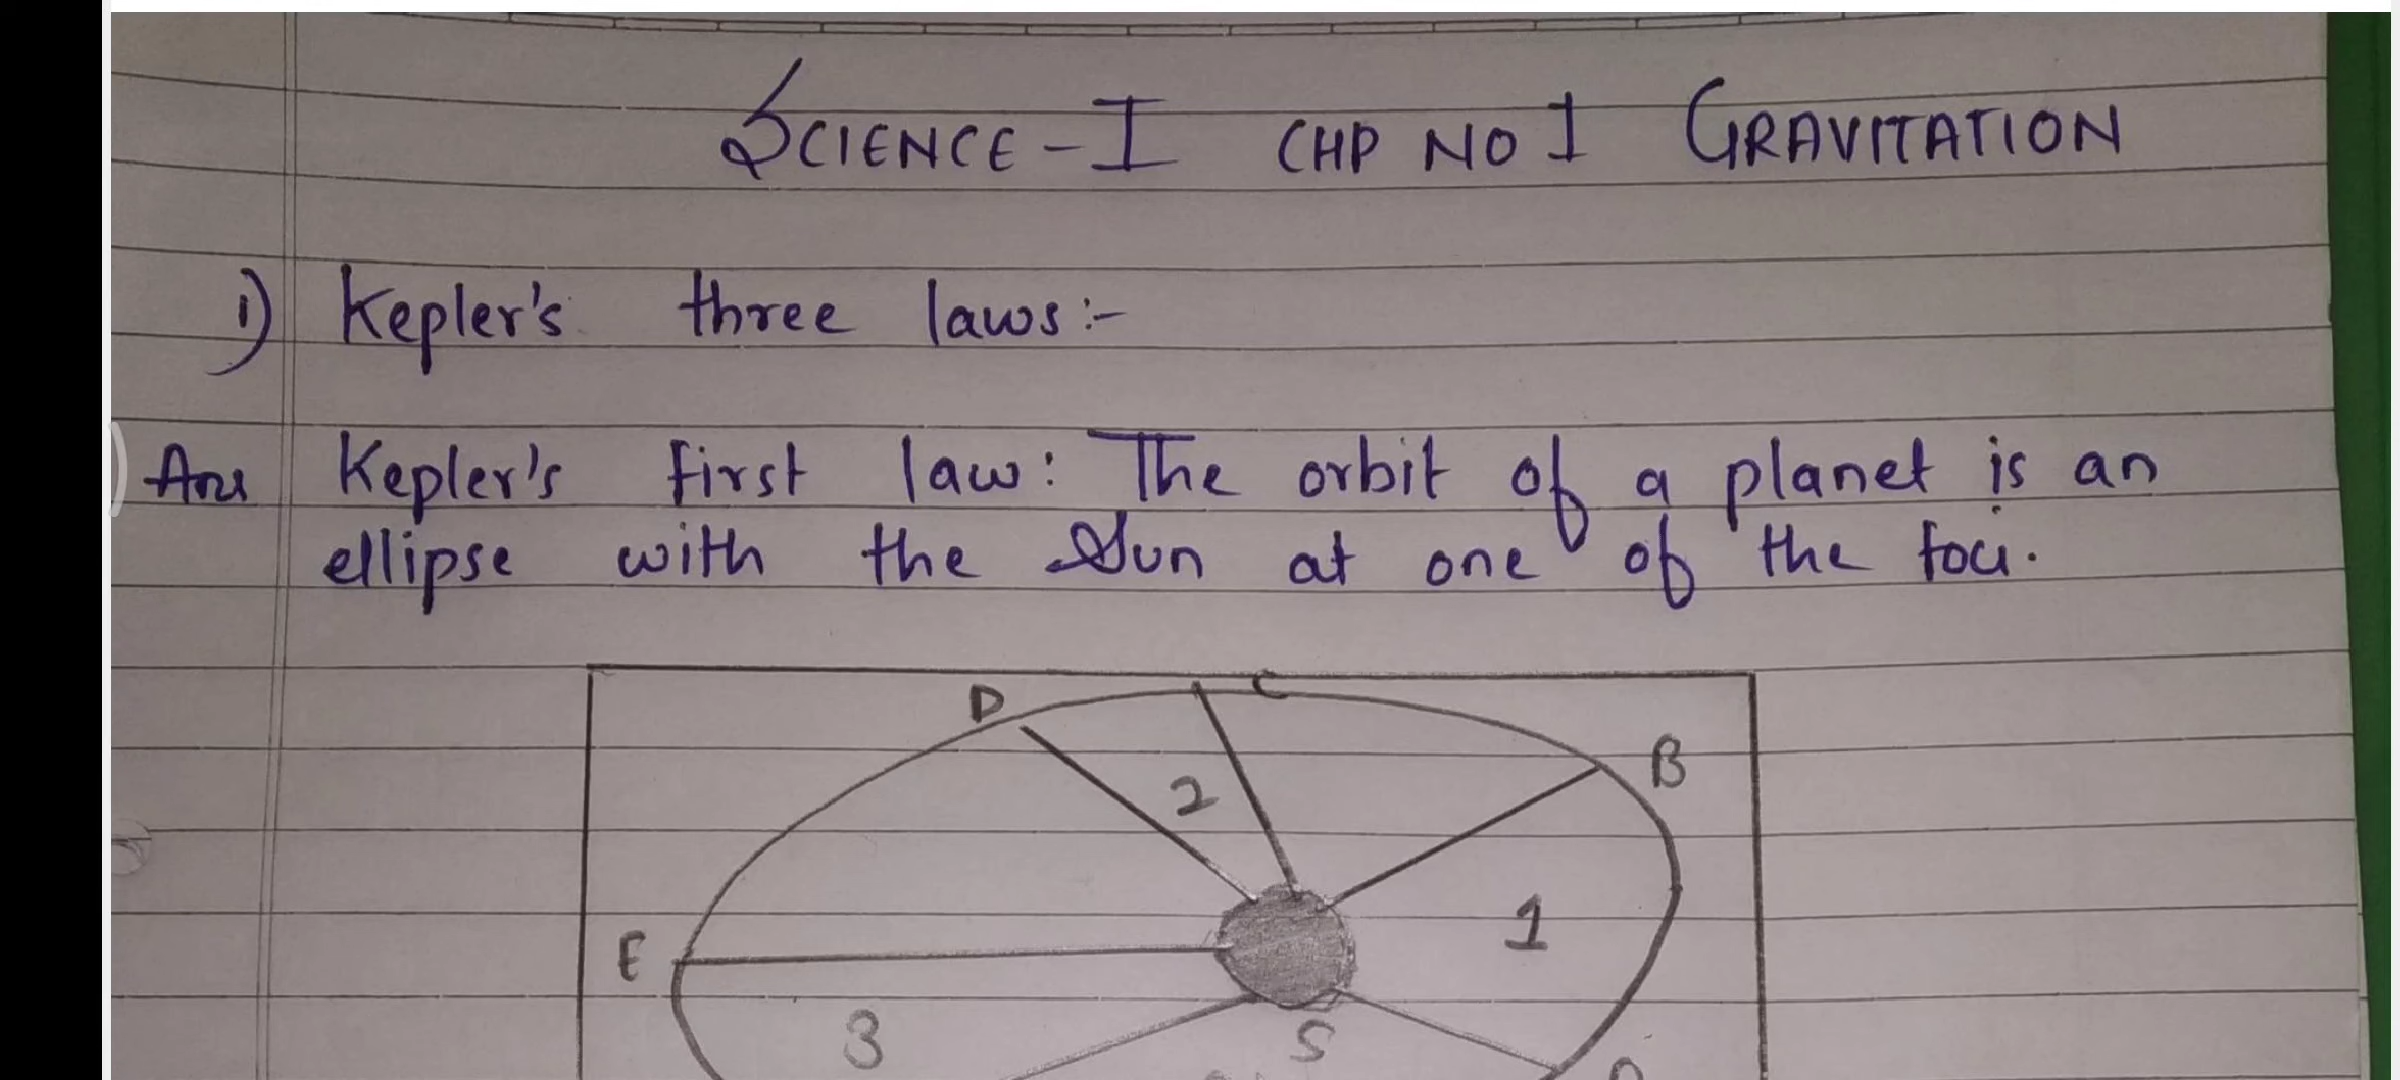 SCIENCE-I CHP NO I GRAVITATION
1) Kepler's three laws:-
Ans Kepler's first law: The orbit of a planet is an
ellipse with the Sun at one of the foci.
D C
B
2
1
E
3
S